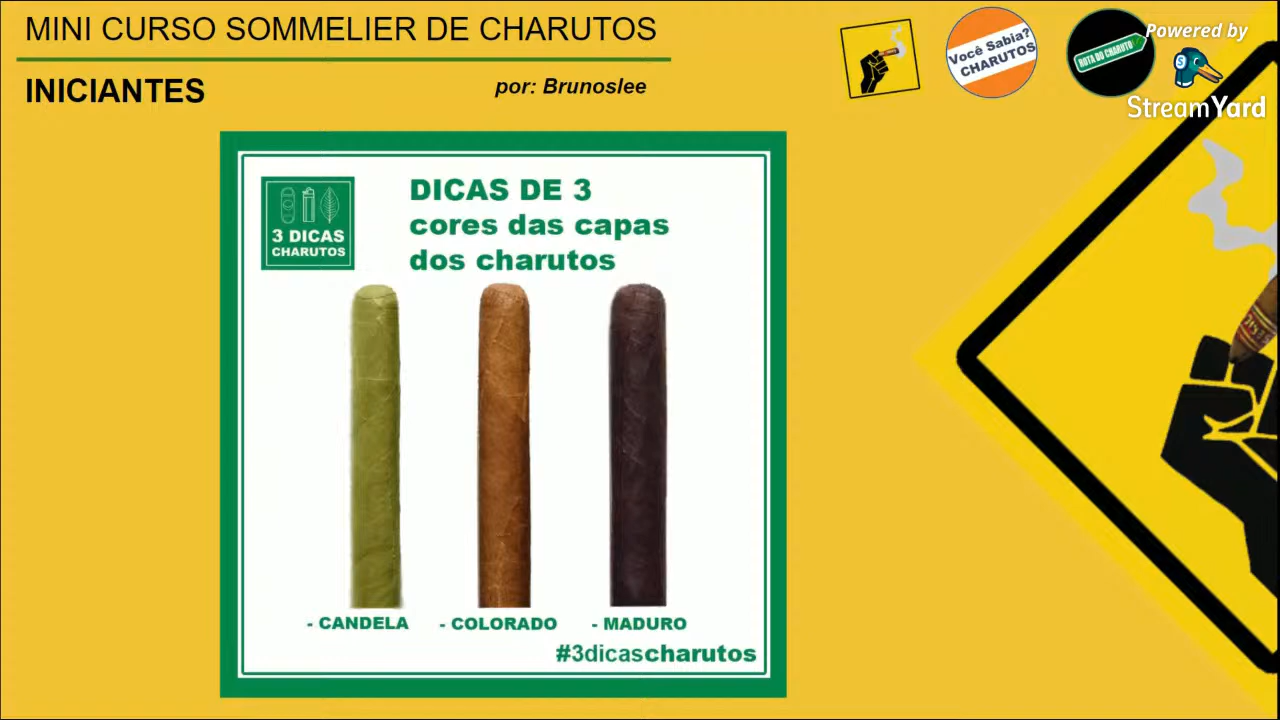 MINI CURSO SOMMELIER DE CHARUTOS
INICIANTES
por: Brunoslee
Você Sabia?
CHARUTOS
ROTA DO CHARUTO
Powered by
S
StreamYard
3 DICAS
CHARUTOS
DICAS DE 3
cores das capas
dos charutos
- CANDELA
- COLORADO
- MADURO
#3dicascharutos